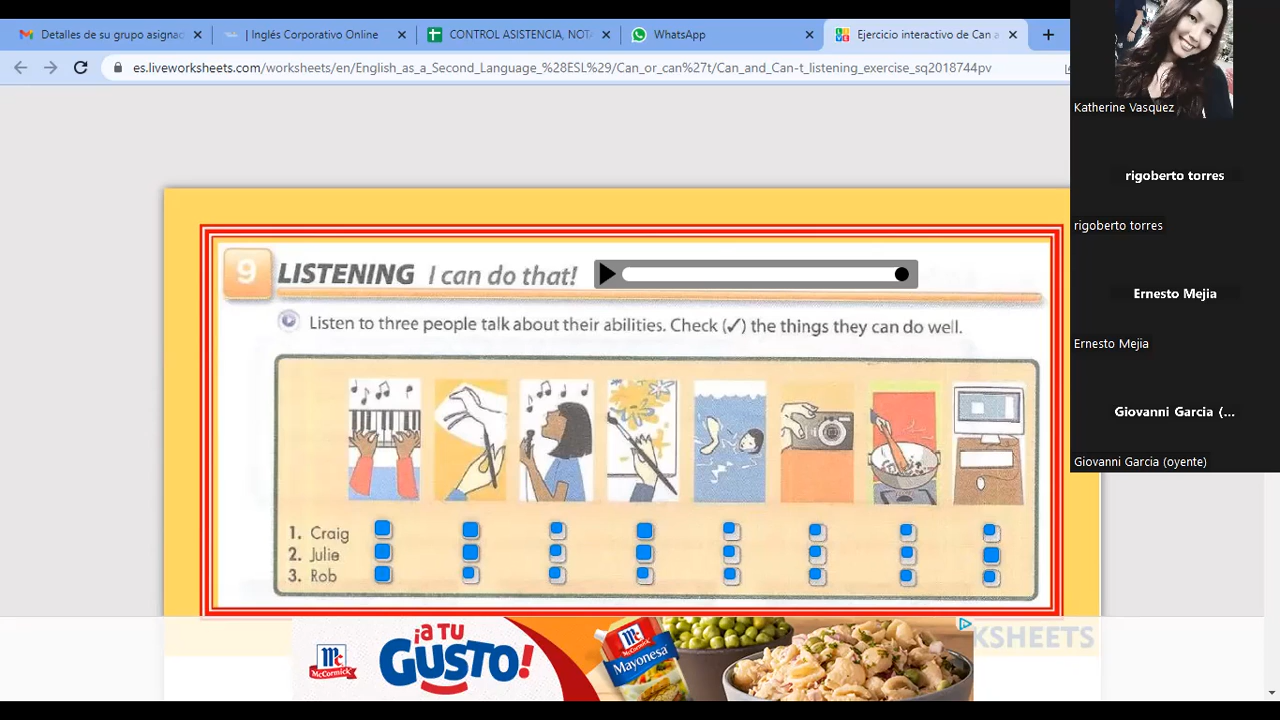 Detalles de su grupo asignac
| Inglés Corporativo Online
CONTROL ASISTENCIA, NOTA
WhatsApp
Ejercicio interactivo de Can a
es.liveworksheets.com/worksheets/en/English_as_a_Second_Language_%28ESL%29/Can_or_can%27t/Can_and_Can-t_listening_exercise_sq2018744pv
Katherine Vasquez
rigoberto torres
rigoberto torres
Ernesto Mejia
Ernesto Mejia
Giovanni Garcia (...
Giovanni Garcia (oyente)
9 LISTENING I can do that!
Listen to three people talk about their abilities. Check (✓) the things they can do well.
1. Craig
2. Julie
3. Rob
¡A TU
GUSTO!
McCormick
McCormick
Mayonesa
KSHEETS